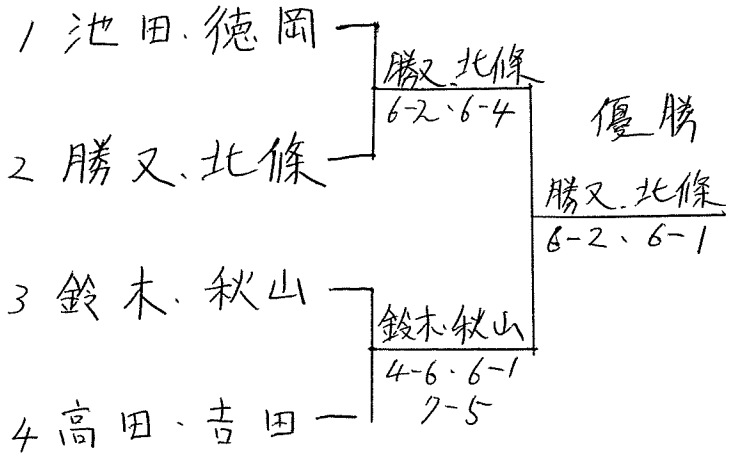 1 池田、徳岡
勝又、北條
6-2、6-4
2 勝又、北條
優勝
勝又、北條
6-2、6-1
3 鈴木、秋山
鈴木、秋山
4-6、6-1
7-5
4 高田、吉田